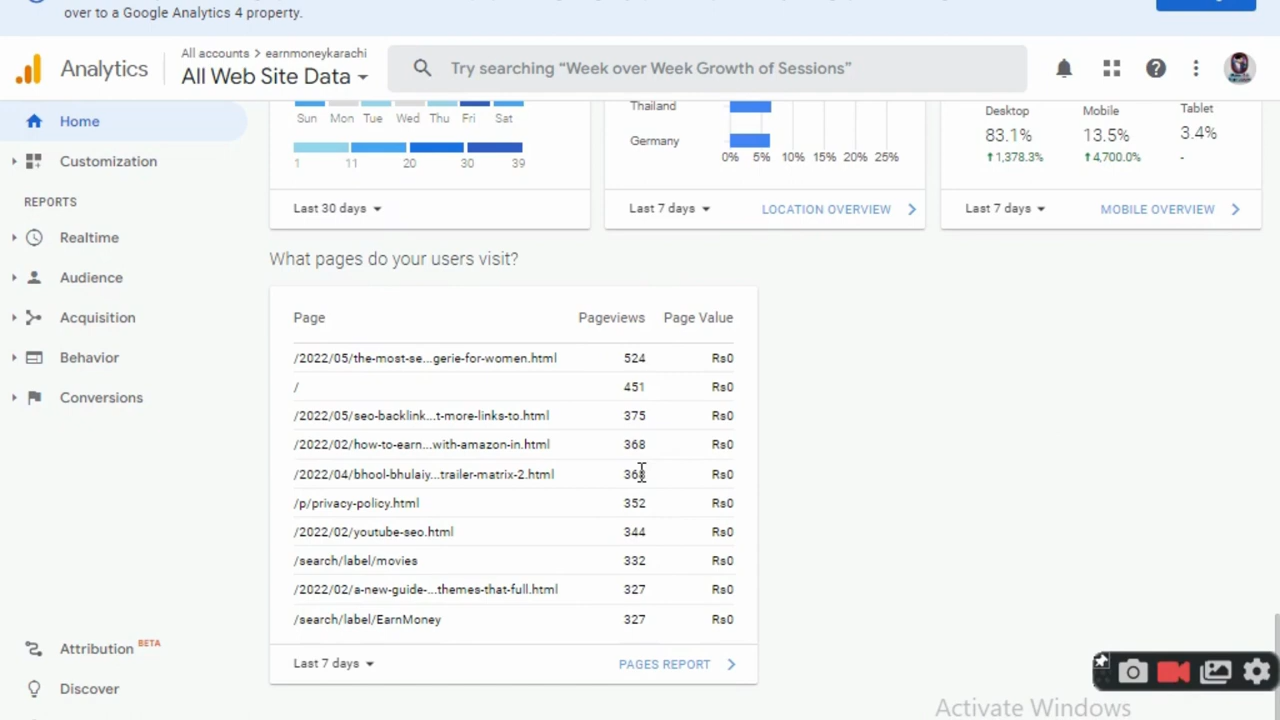 over to a Google Analytics 4 property.
Analytics
All accounts > earnmoneykarachi
All Web Site Data
Try searching “Week over Week Growth of Sessions”
Home
Customization
REPORTS
Realtime
Audience
Acquisition
Behavior
Conversions
Attribution BETA
Discover
Sun Mon Tue Wed Thu Fri Sat
1 11 20 30 39
Last 30 days
Thailand
Germany
0% 5% 10% 15% 20% 25%
Last 7 days
LOCATION OVERVIEW
Desktop Mobile Tablet
83.1% 13.5% 3.4%
↑1,378.3% ↑4,700.0% -
Last 7 days
MOBILE OVERVIEW
What pages do your users visit?
Page Pageviews Page Value
/2022/05/the-most-se...gerie-for-women.html 524 Rs0
/ 451 Rs0
/2022/05/seo-backlink...t-more-links-to.html 375 Rs0
/2022/02/how-to-earn...with-amazon-in.html 368 Rs0
/2022/04/bhool-bhulaiy...trailer-matrix-2.html Rs0
/p/privacy-policy.html 352 Rs0
/2022/02/youtube-seo.html 344 Rs0
/search/label/movies 332 Rs0
/2022/02/a-new-guide-...themes-that-full.html 327 Rs0
/search/label/EarnMoney 327 Rs0
Last 7 days
PAGES REPORT
Activate Windows